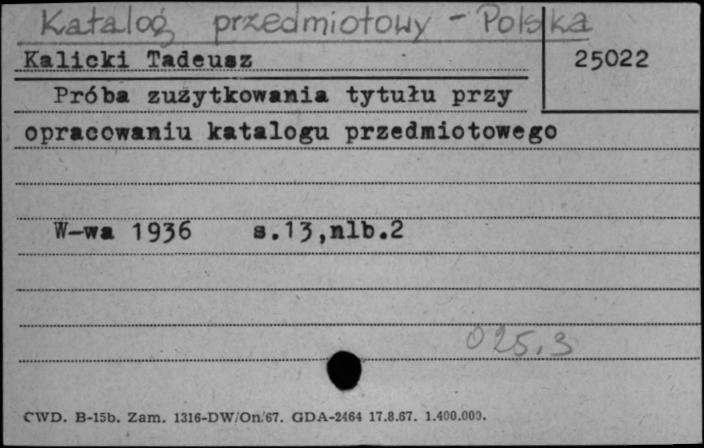 Katalog przedmiotowy - Polska
Kalicki Tadeusz
25022
Próba zużytkowania tytułu przy
opracowaniu katalogu przedmiotowego
W-wa 1936 s.13,nlb.2
025.3
CWD. B-15b. Zam. 1316-DW/On/67. GDA-2464 17.8.67. 1.400.000.